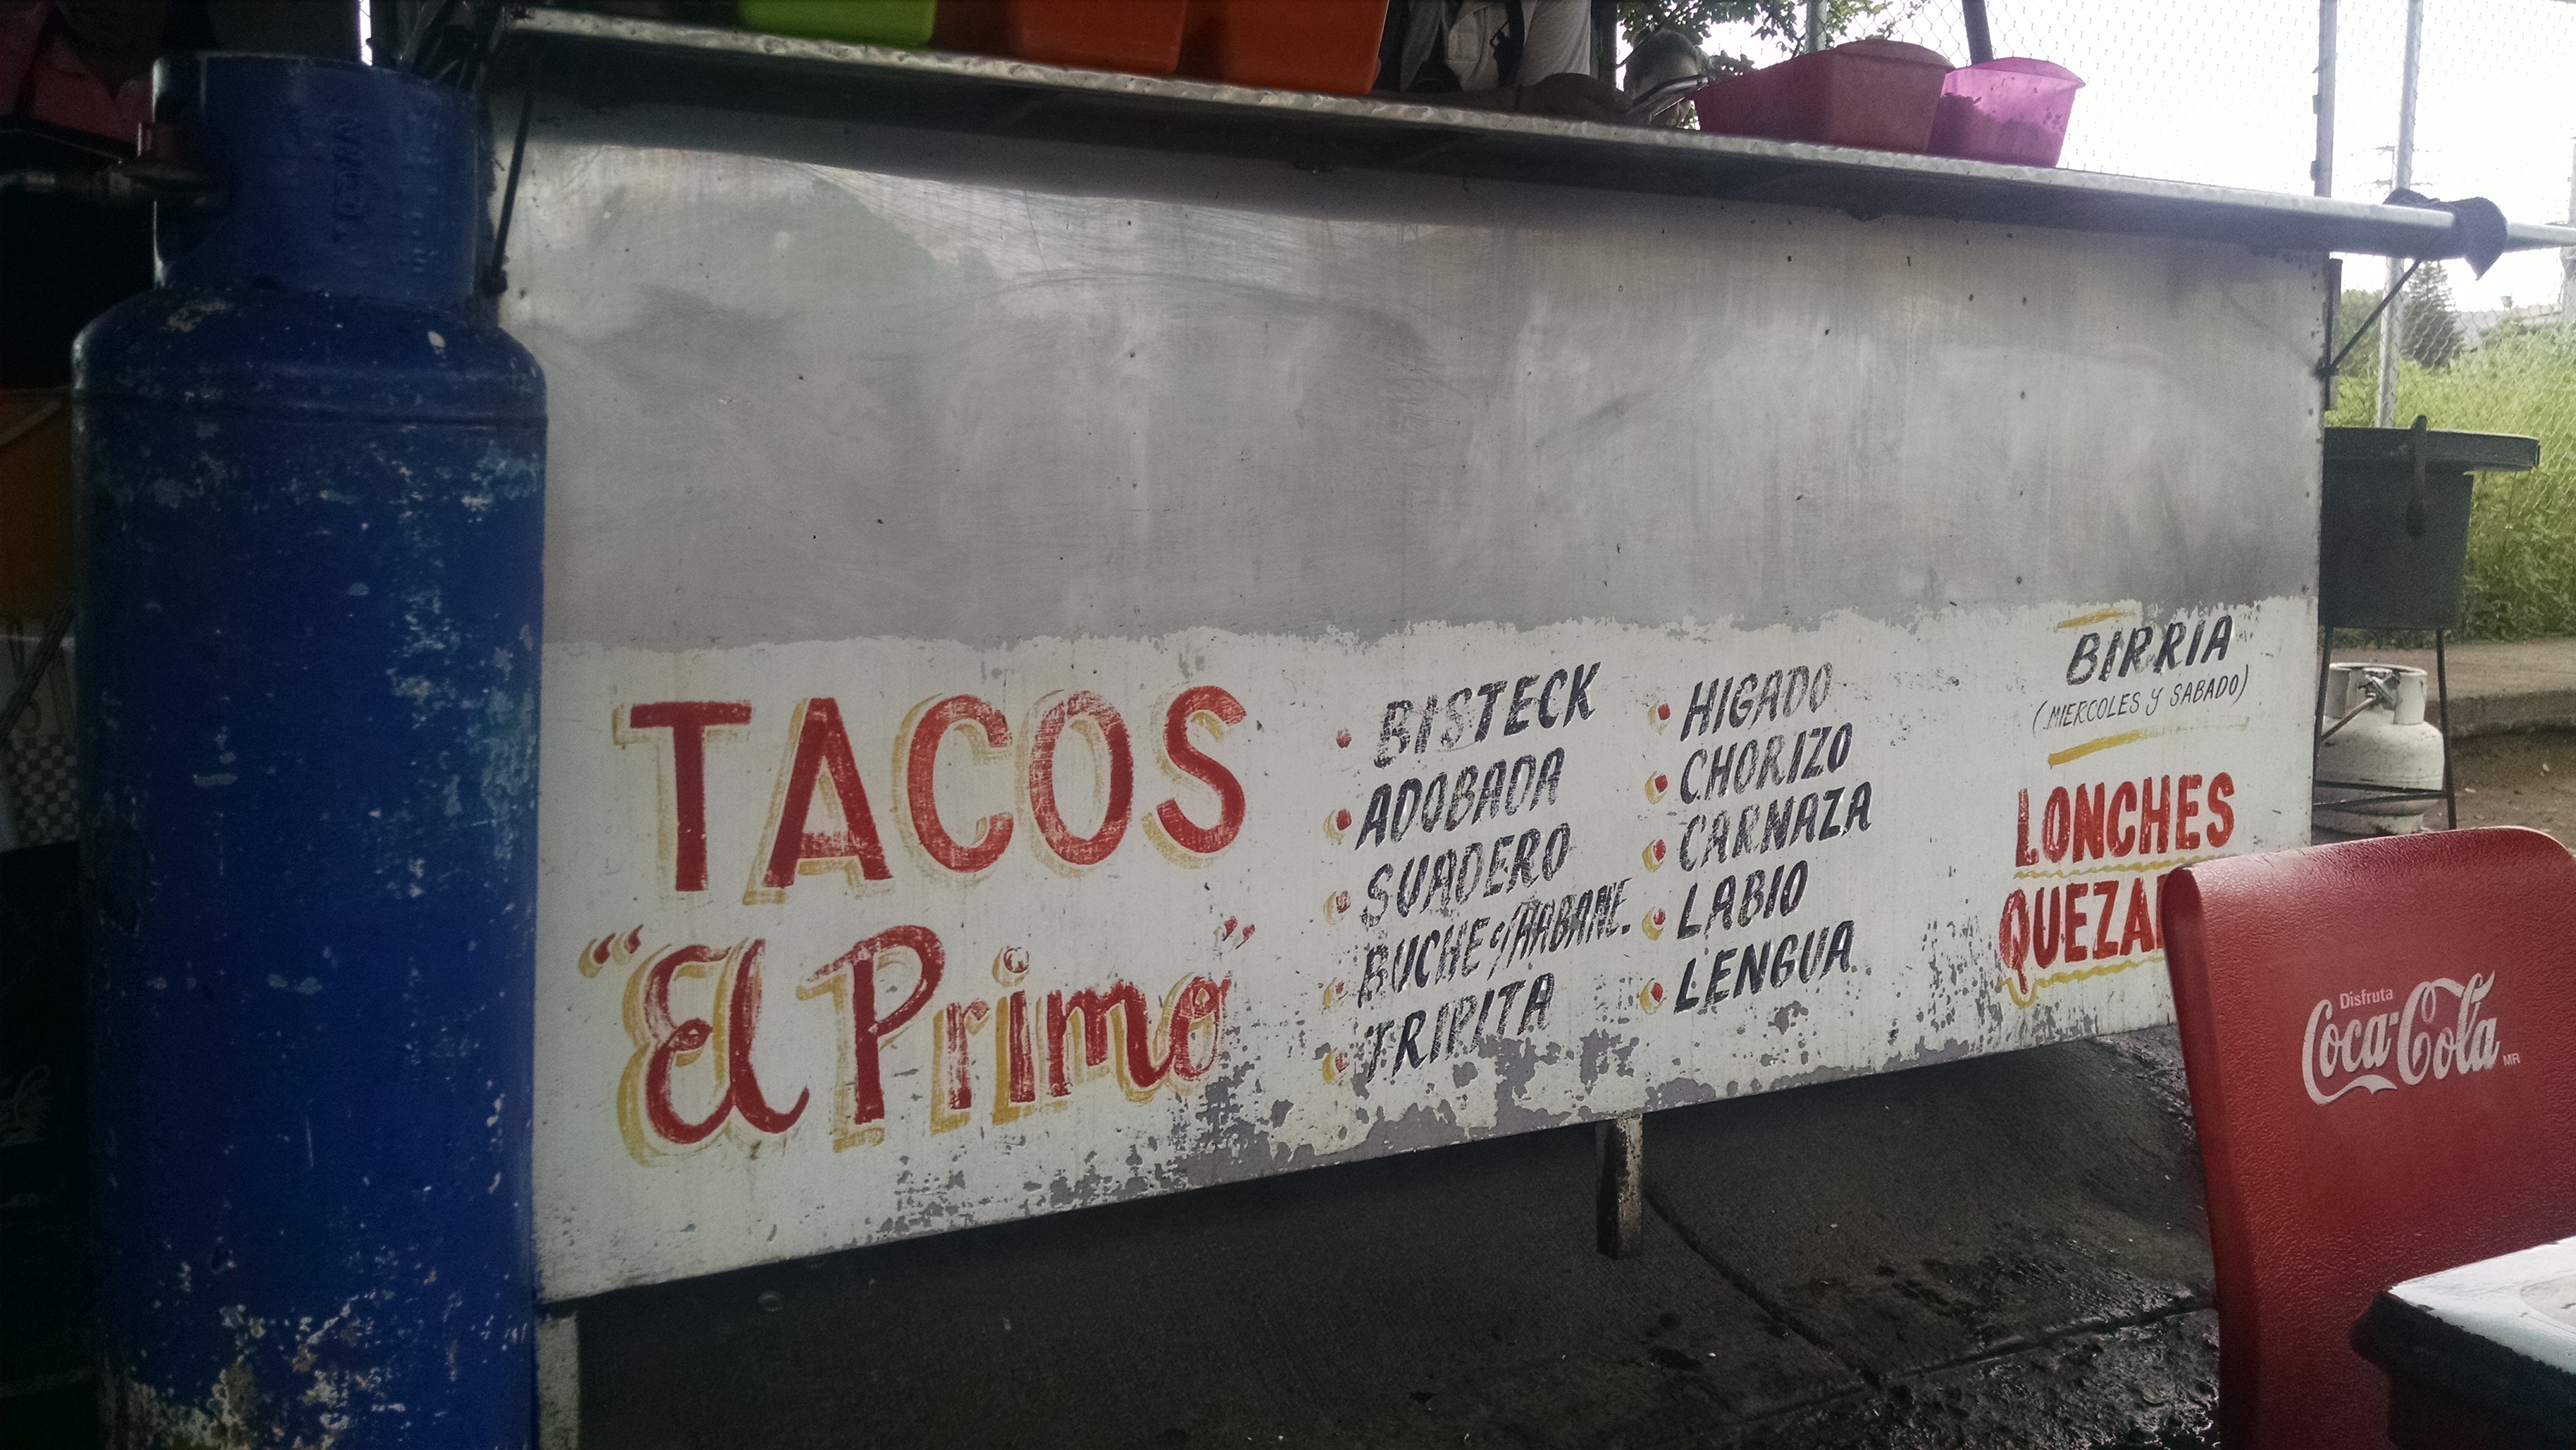 TACOS
"El Primo"
BISTECK
ADOBADA
SUADERO
BUCHE c/HABANE.
TRIPITA
HIGADO
CHORIZO
CARNAZA
LABIO
LENGUA
BIRRIA
(MIERCOLES Y SABADO)
LONCHES
Disfruta
Coca-Cola MR